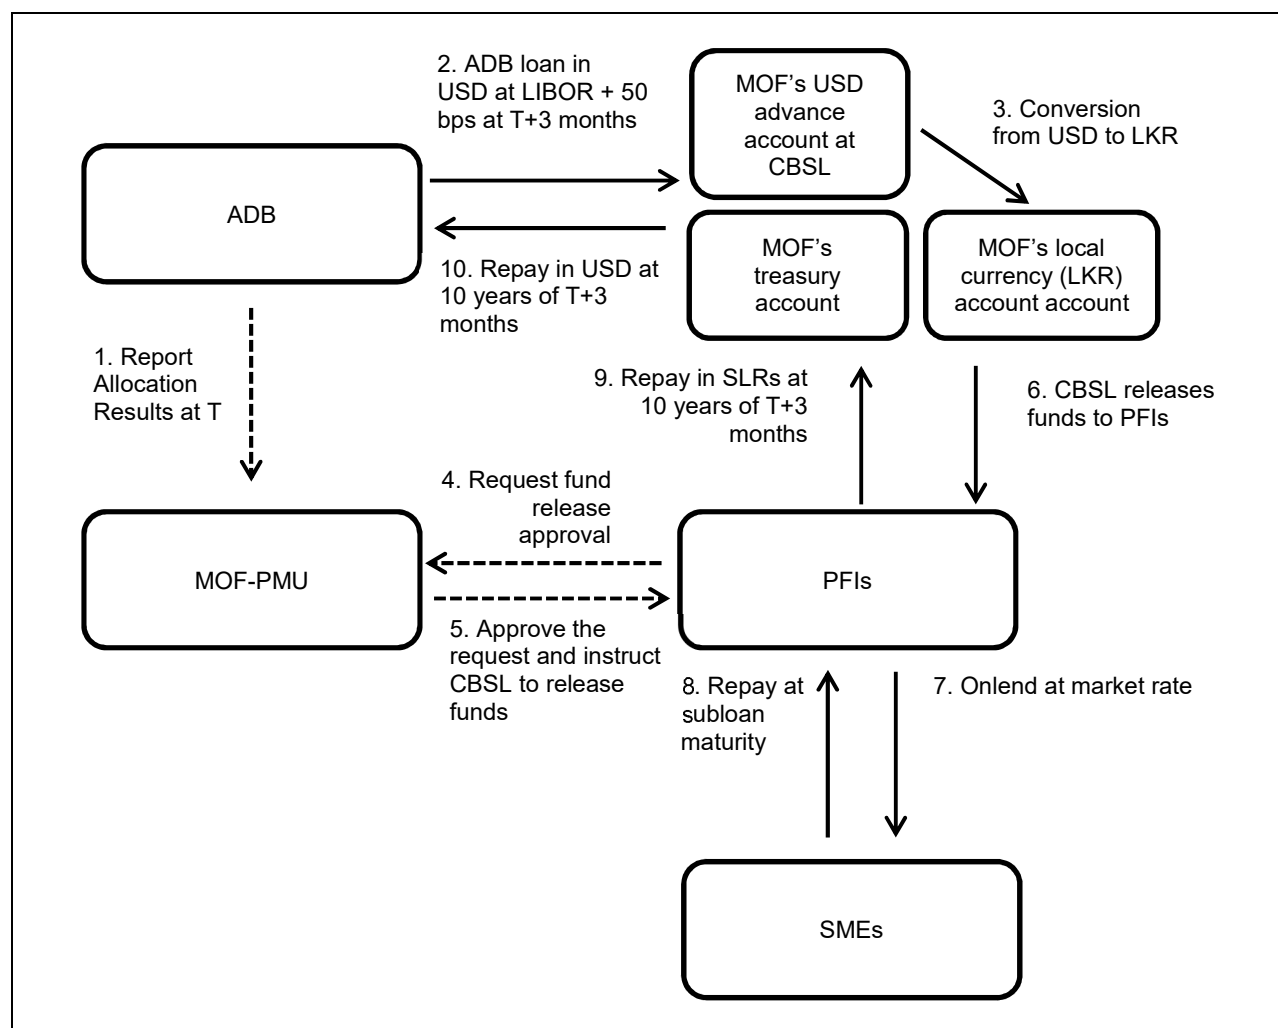 2. ADB loan in
USD at LIBOR + 50
bps at T+3 months
MOF’s USD
advance
account at
CBSL
3. Conversion
from USD to LKR
ADB
MOF’s
treasury
account
MOF’s local
currency (LKR)
account account
10. Repay in USD at
10 years of T+3
months
1. Report
Allocation
Results at T
9. Repay in SLRs at
10 years of T+3
months
6. CBSL releases
funds to PFIs
4. Request fund
release
approval
MOF-PMU
PFIs
5. Approve the
request and instruct
CBSL to release
funds
8. Repay at
subloan
maturity
7. Onlend at market rate
SMEs